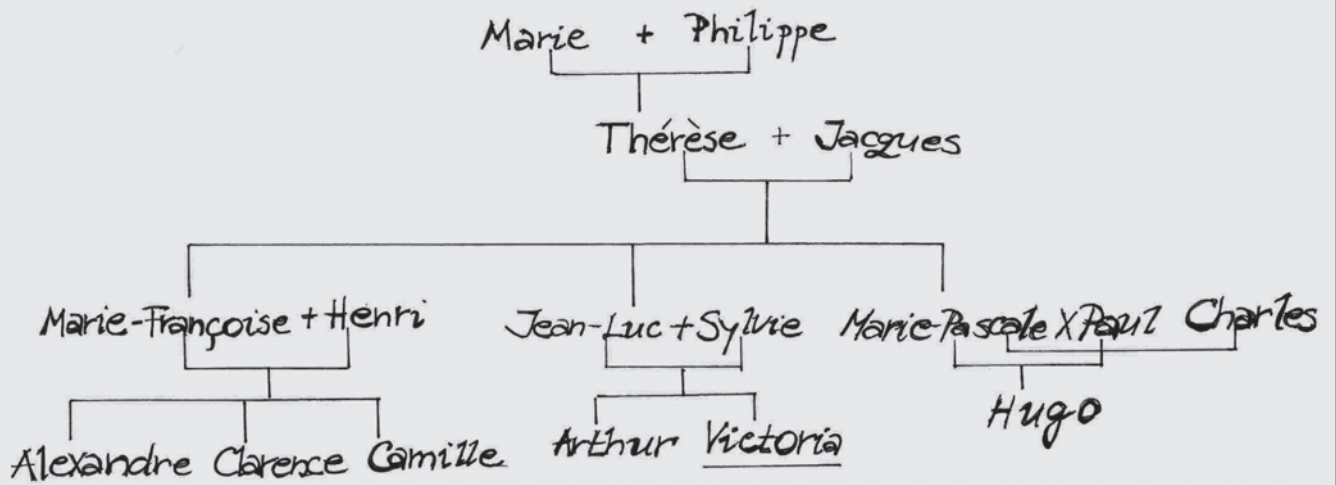 Marie + Philippe
Thérèse + Jacques
Marie-Françoise + Henri Jean-Luc + Sylvie Marie-Pascale X Paul Charles
Hugo
Alexandre Clarence Camille Arthur Victoria